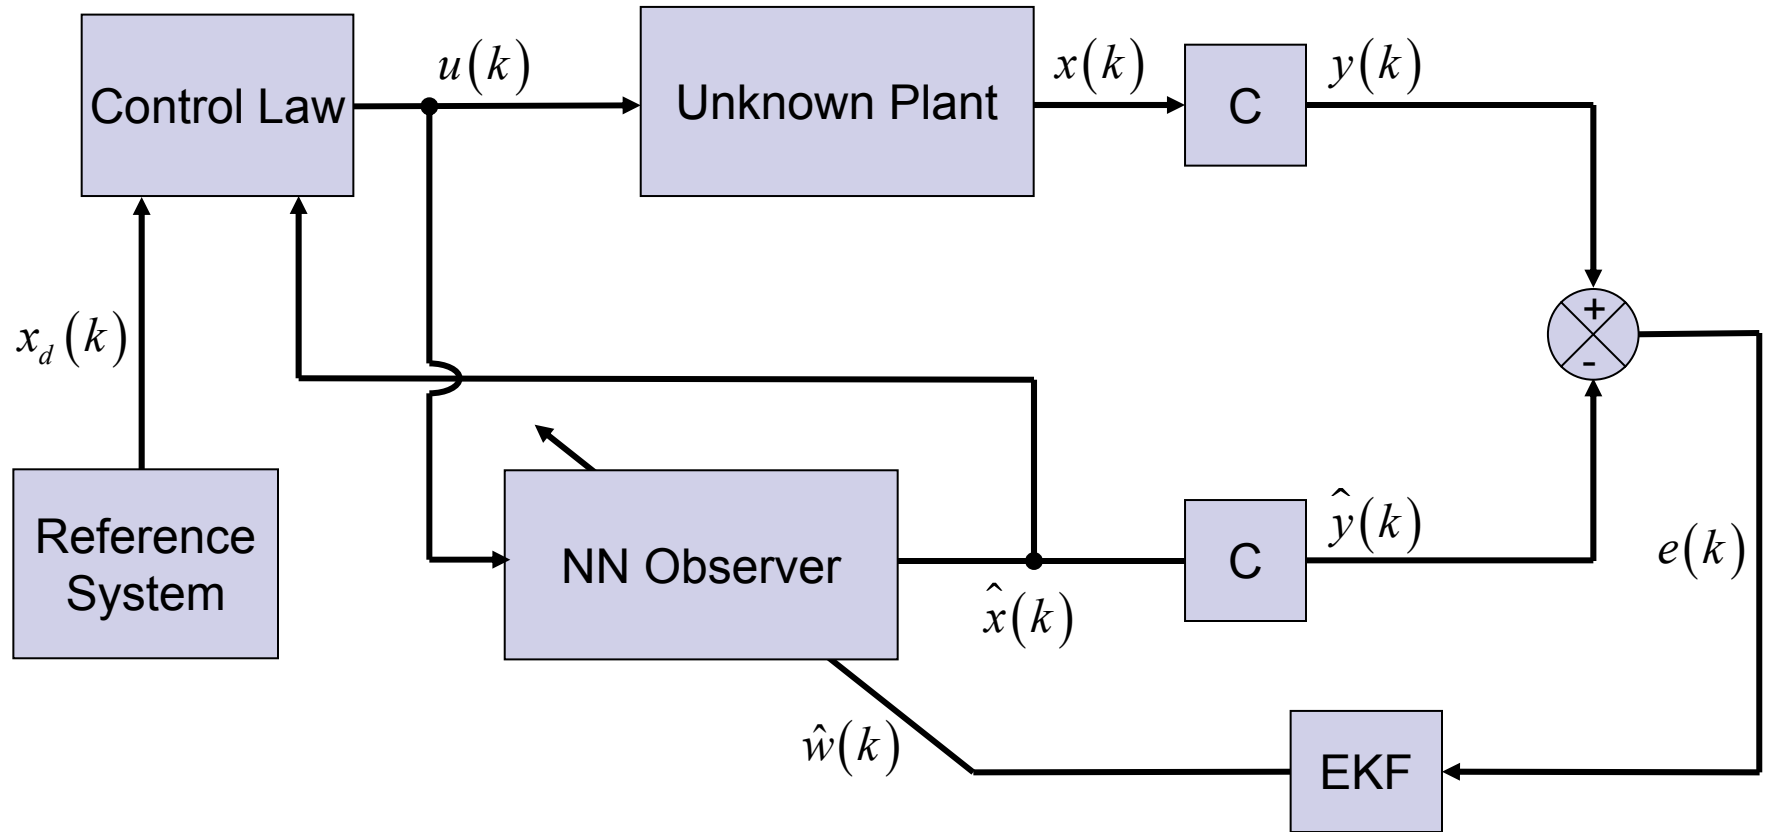 Control Law
u(k)
Unknown Plant
x(k)
C
y(k)
+
-
x_d(k)
Reference
System
NN Observer
x̂(k)
C
ŷ(k)
e(k)
ŵ(k)
EKF